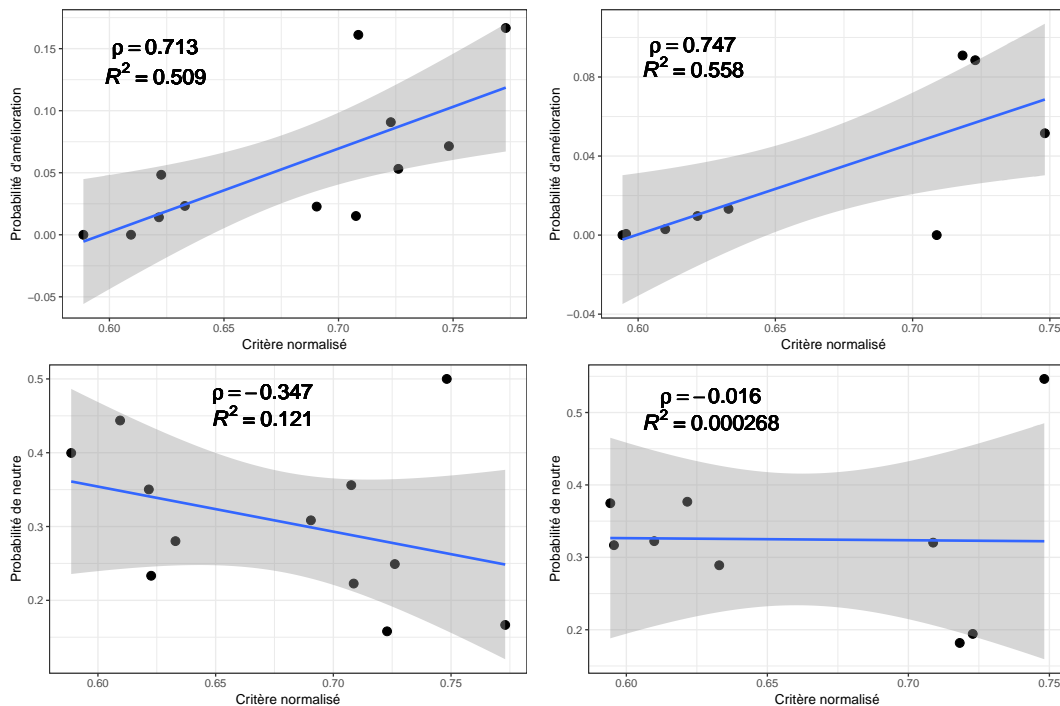 ρ = 0.713
R² = 0.509
Probabilité d'amélioration
0.15
0.10
0.05
0.00
−0.05
0.60
0.65
0.70
0.75
Critère normalisé
ρ = 0.747
R² = 0.558
Probabilité d'amélioration
0.08
0.04
0.00
−0.04
0.60
0.65
0.70
0.75
Critère normalisé
ρ = −0.347
R² = 0.121
Probabilité de neutre
0.5
0.4
0.3
0.2
0.60
0.65
0.70
0.75
Critère normalisé
ρ = −0.016
R² = 0.000268
Probabilité de neutre
0.5
0.4
0.3
0.2
0.60
0.65
0.70
0.75
Critère normalisé